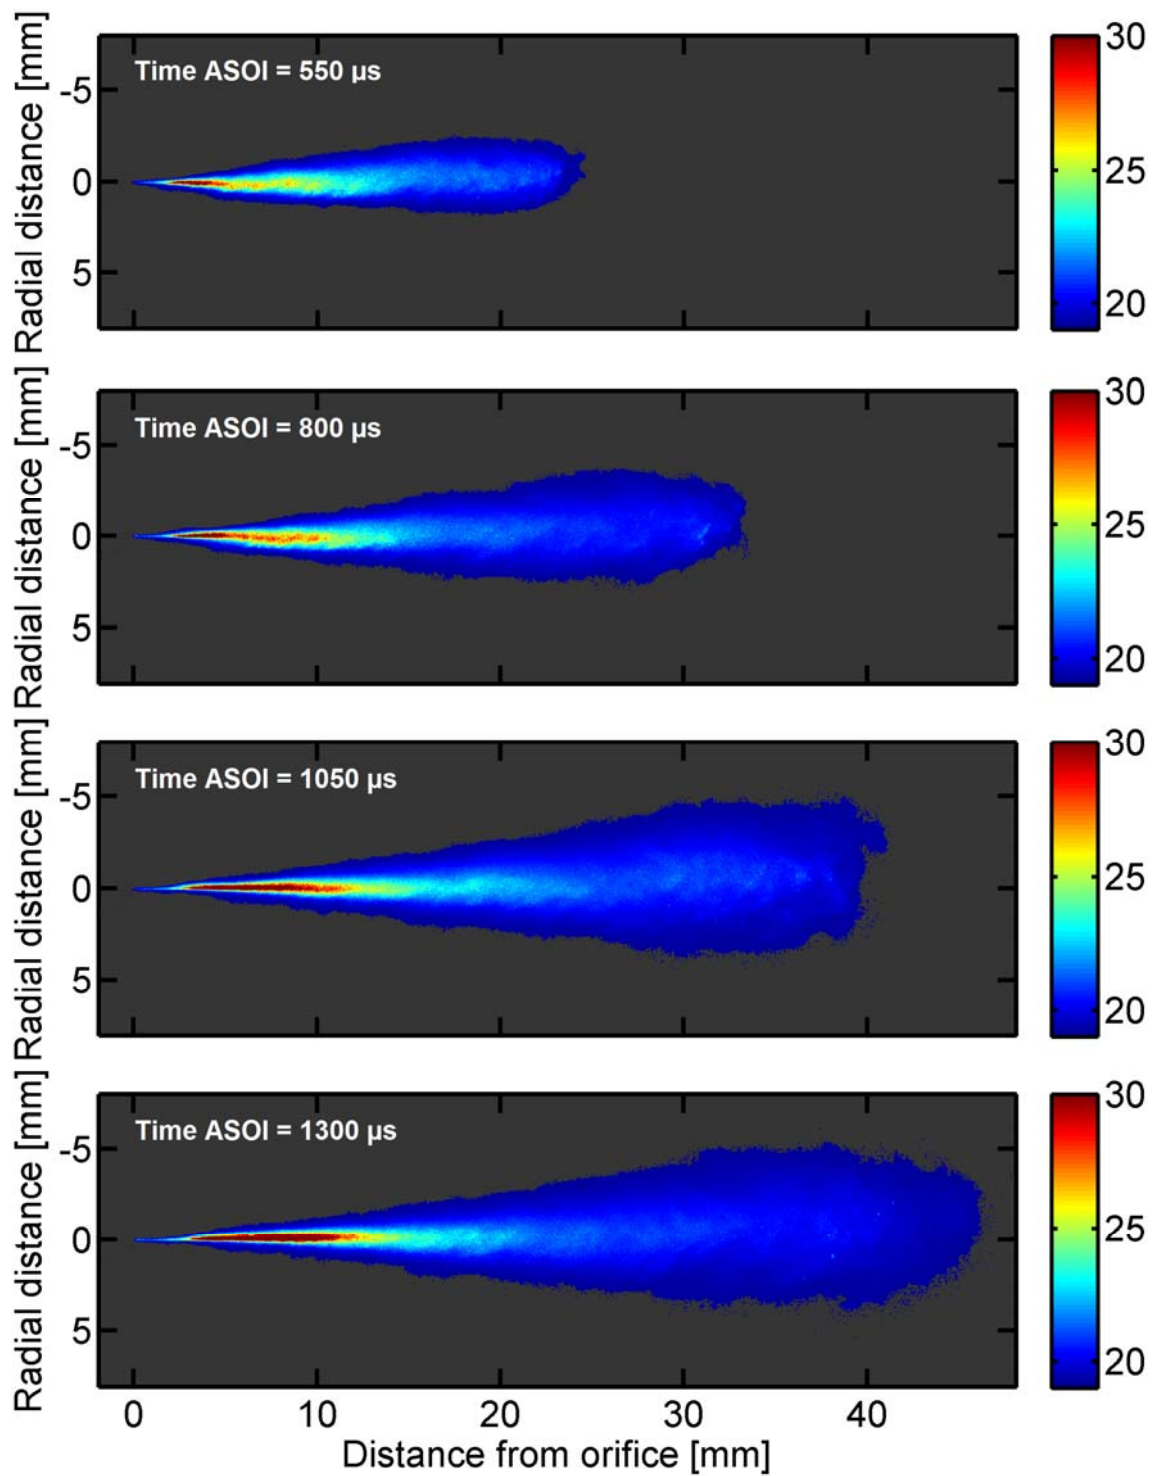 Radial distance [mm]
-5
0
5
Time ASOI = 550 µs
30
25
20
Radial distance [mm]
-5
0
5
Time ASOI = 800 µs
30
25
20
Radial distance [mm]
-5
0
5
Time ASOI = 1050 µs
30
25
20
Radial distance [mm]
-5
0
5
Time ASOI = 1300 µs
30
25
20
0 10 20 30 40
Distance from orifice [mm]